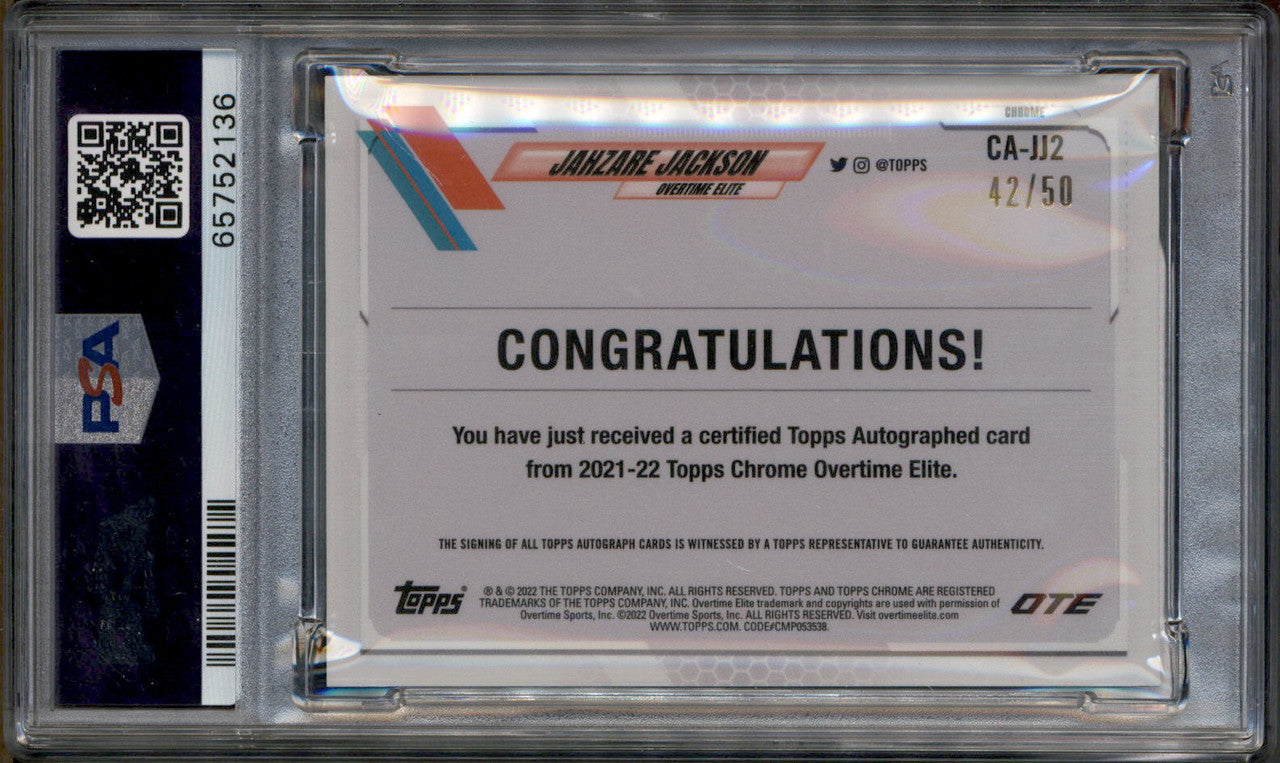 65752136
PSA
CHROME
JAHZARE JACKSON
OVERTIME ELITE
@TOPPS
CA-JJ2
42/50
CONGRATULATIONS!
You have just received a certified Topps Autographed card
from 2021-22 Topps Chrome Overtime Elite.
THE SIGNING OF ALL TOPPS AUTOGRAPH CARDS IS WITNESSED BY A TOPPS REPRESENTATIVE TO GUARANTEE AUTHENTICITY.
topps®
® & © 2022 THE TOPPS COMPANY, INC. ALL RIGHTS RESERVED. TOPPS AND TOPPS CHROME ARE REGISTERED
TRADEMARKS OF THE TOPPS COMPANY, INC. Overtime Elite trademark and copyrights are used with permission of
Overtime Sports, Inc. ©2022 Overtime Sports, Inc. ALL RIGHTS RESERVED. Visit overtimeelite.com
WWW.TOPPS.COM. CODE#CMP053538.
OTE
PSA